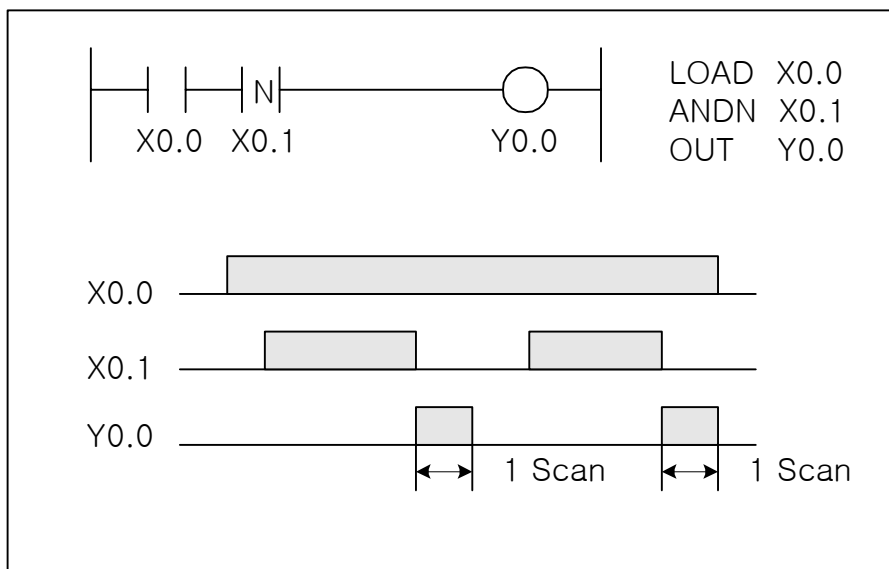 N
X0.0 X0.1 Y0.0
LOAD X0.0
ANDN X0.1
OUT Y0.0
X0.0
X0.1
Y0.0
1 Scan 1 Scan